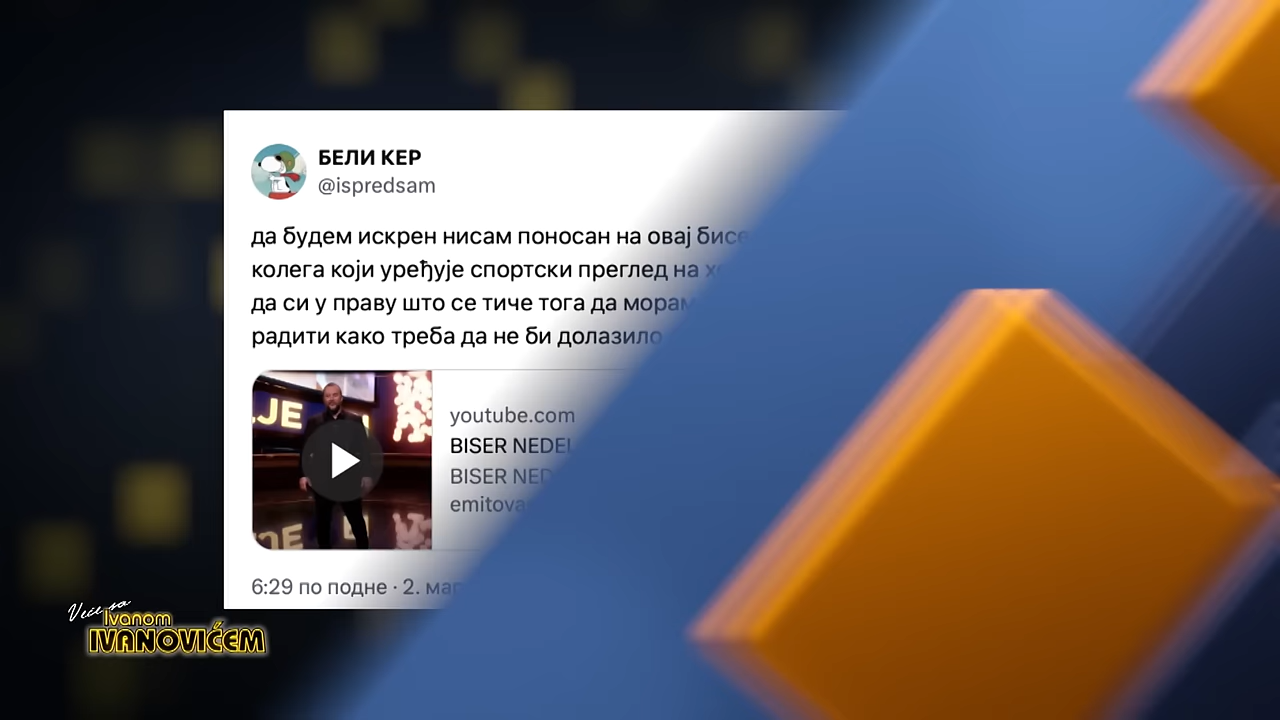 БЕЛИ КЕР
@ispredsam
да будем искрен нисам поносан на овај
колега који уређује спортски преглед на
да си у праву што се тиче тога да морам
радити како треба да не би долазило
youtube.com
BISER
BISER
6:29 по подне · 2.
Veče sa
Ivanom
IVANOVIĆEM